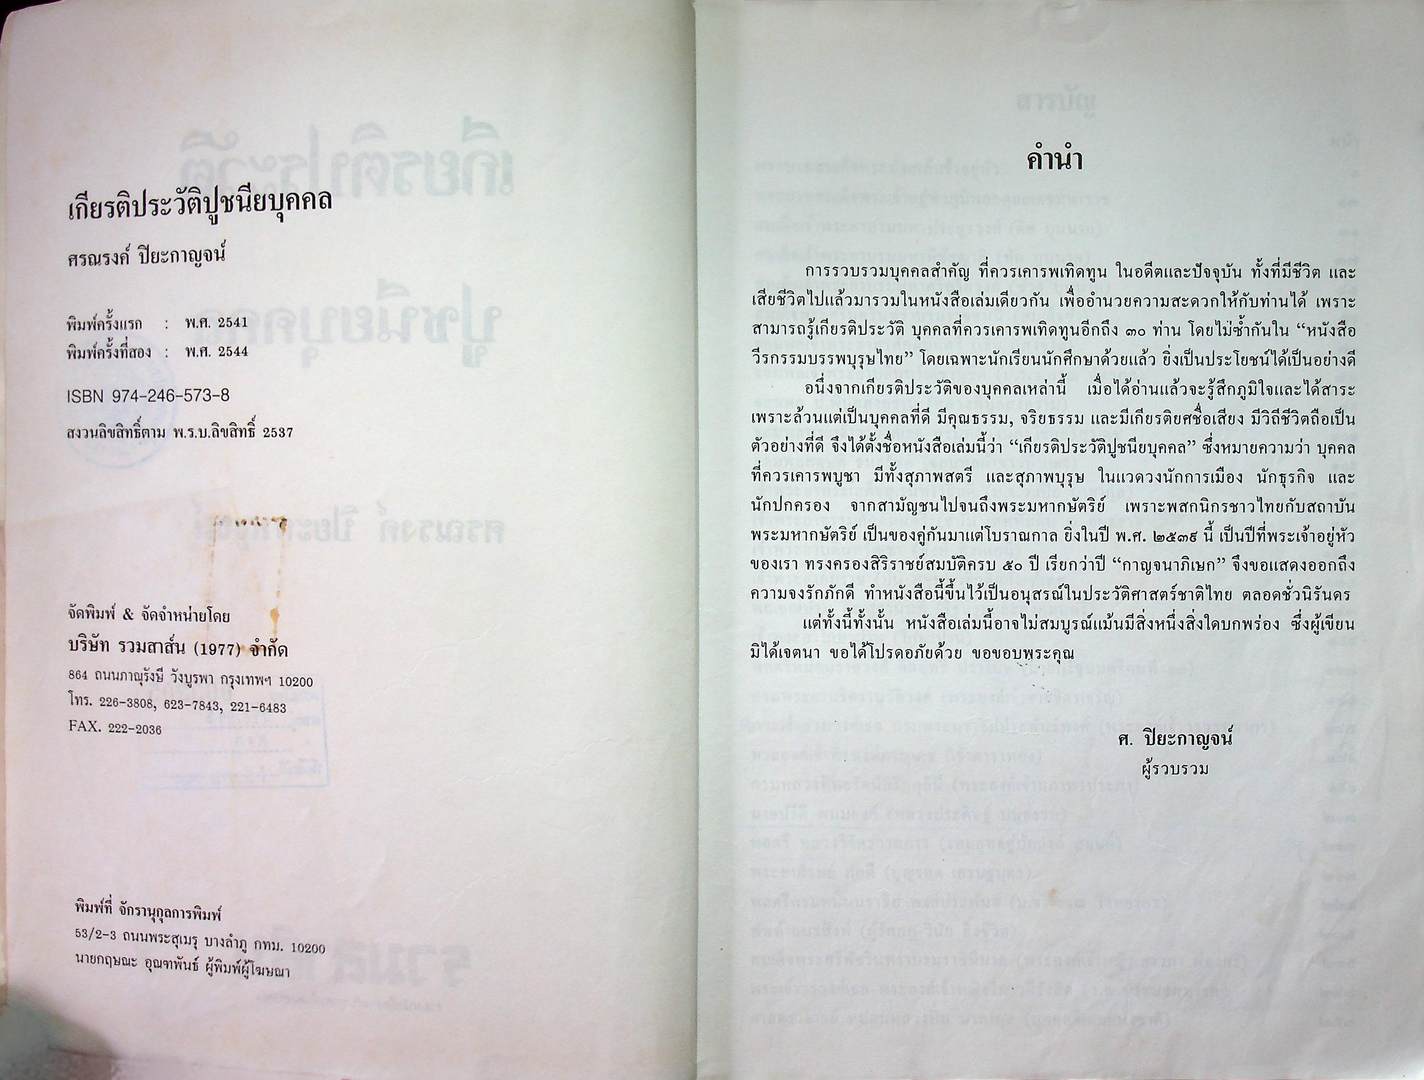 เกียรติประวัติปูชนียบุคคล
ศรณรงค์ ปิยะกาญจน์
พิมพ์ครั้งแรก : พ.ศ. 2541
พิมพ์ครั้งที่สอง : พ.ศ. 2544
ISBN 974-246-573-8
สงวนลิขสิทธิ์ตาม พ.ร.บ.ลิขสิทธิ์ 2537
จัดพิมพ์ & จัดจำหน่ายโดย
บริษัท รวมสาส์น (1977) จำกัด
864 ถนนภาณุรังษี วังบูรพา กรุงเทพฯ 10200
โทร. 226-3808, 623-7843, 221-6483
FAX. 222-2036
พิมพ์ที่ จักรานุกูลการพิมพ์
53/2-3 ถนนพระสุเมรุ บางลำภู กทม. 10200
นายกฤษณะ อุณฑพันธ์ ผู้พิมพ์ผู้โฆษณา
คำนำ
การรวบรวมบุคคลสำคัญ ที่ควรเคารพเทิดทูน ในอดีตและปัจจุบัน ทั้งที่มีชีวิต และ
เสียชีวิตไปแล้วมารวมในหนังสือเล่มเดียวกัน เพื่ออำนวยความสะดวกให้กับท่านได้ เพราะ
สามารถรู้เกียรติประวัติ บุคคลที่ควรเคารพเทิดทูนอีกถึง ๓๐ ท่าน โดยไม่ซ้ำกันใน “หนังสือ
วีรกรรมบรรพบุรุษไทย” โดยเฉพาะนักเรียนนักศึกษาด้วยแล้ว ยิ่งเป็นประโยชน์ได้เป็นอย่างดี
อนึ่งจากเกียรติประวัติของบุคคลเหล่านี้ เมื่อได้อ่านแล้วจะรู้สึกภูมิใจและได้สาระ
เพราะล้วนแต่เป็นบุคคลที่ดี มีคุณธรรม, จริยธรรม และมีเกียรติยศชื่อเสียง มีวิถีชีวิตถือเป็น
ตัวอย่างที่ดี จึงได้ตั้งชื่อหนังสือเล่มนี้ว่า “เกียรติประวัติปูชนียบุคคล” ซึ่งหมายความว่า บุคคล
ที่ควรเคารพบูชา มีทั้งสุภาพสตรี และสุภาพบุรุษ ในแวดวงนักการเมือง นักธุรกิจ และ
นักปกครอง จากสามัญชนไปจนถึงพระมหากษัตริย์ เพราะพสกนิกรชาวไทยกับสถาบัน
พระมหากษัตริย์ เป็นของคู่กันมาแต่โบราณกาล ยิ่งในปี พ.ศ. ๒๕๓๙ นี้ เป็นปีที่พระเจ้าอยู่หัว
ของเรา ทรงครองสิริราชย์สมบัติครบ ๕๐ ปี เรียกว่าปี “กาญจนาภิเษก” จึงขอแสดงออกถึง
ความจงรักภักดี ทำหนังสือนี้ขึ้นไว้เป็นอนุสรณ์ในประวัติศาสตร์ชาติไทย ตลอดชั่วนิรันดร
แต่ทั้งนี้ทั้งนั้น หนังสือเล่มนี้อาจไม่สมบูรณ์แม้นมีสิ่งหนึ่งสิ่งใดบกพร่อง ซึ่งผู้เขียน
มิได้เจตนา ขอได้โปรดอภัยด้วย ขอขอบพระคุณ
ศ. ปิยะกาญจน์
ผู้รวบรวม